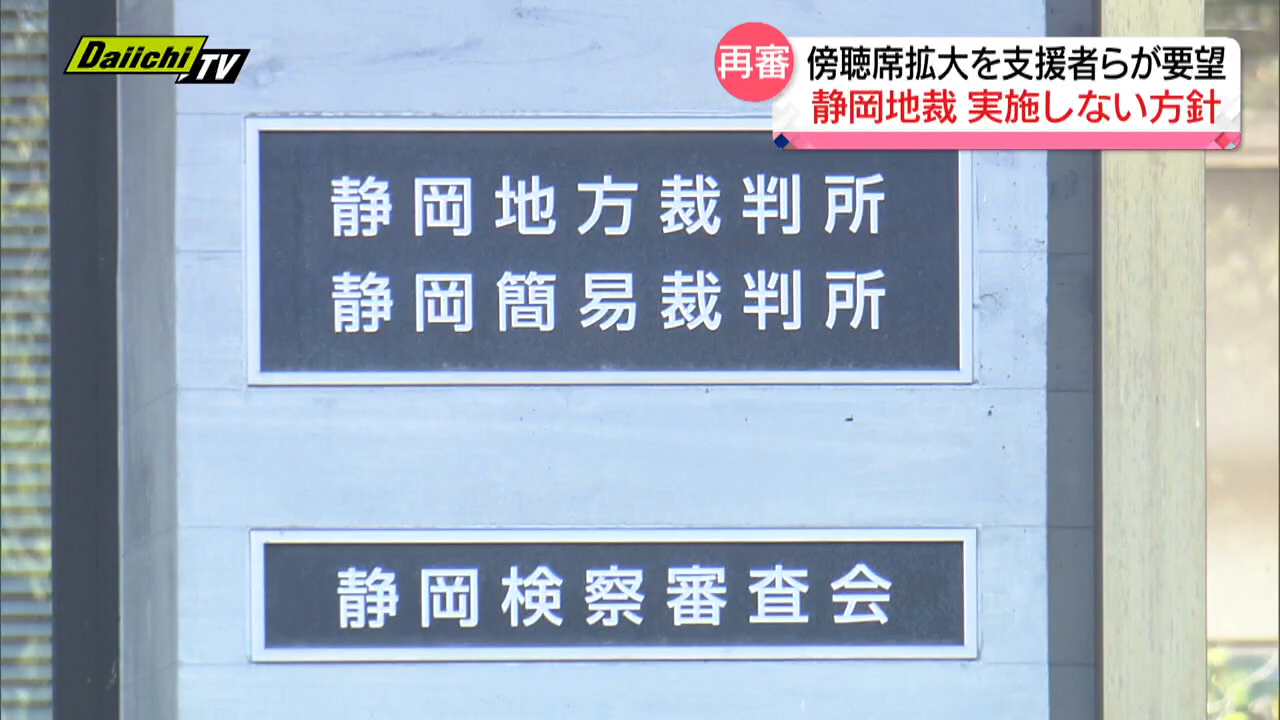 Daiichi TV
再審
傍聴席拡大を支援者らが要望
静岡地裁 実施しない方針
静岡地方裁判所
静岡簡易裁判所
静岡検察審査会